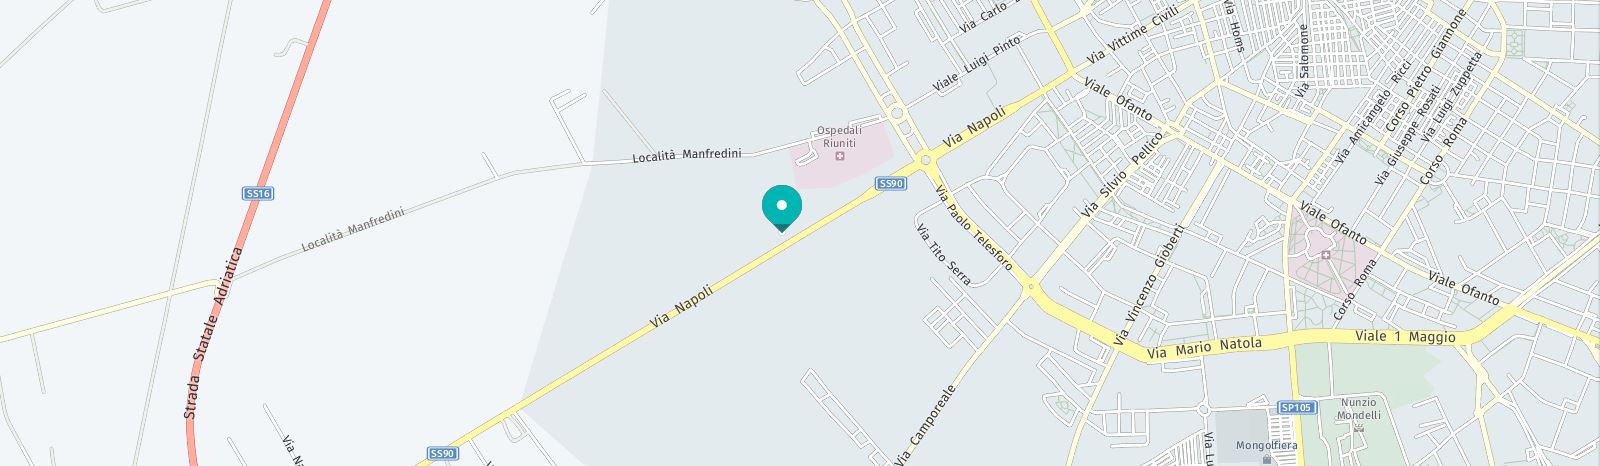 Via Carlo
Via Vittime Civili
Via Homs
Via Salomone
Corso Pietro Giannone
Viale Luigi Pinto
Via Amicangelo Ricci
Via Giuseppe Rosati
Via Luigi Zuppetta
Corso Roma
Viale Ofanto
Via Napoli
Ospedali
Riuniti
Località Manfredini
SS16
SS90
Via Silvio Pellico
Via Paolo Telesforo
Viale Ofanto
Località Manfredini
Via Tito Serra
Via Vincenzo Gioberti
Corso Roma
Viale Ofanto
Strada Statale Adriatica
Via Napoli
Via Mario Natola
Viale 1 Maggio
Via Camporeale
SP105
Nunzio
Mondelli
Mongolfiera
SS90